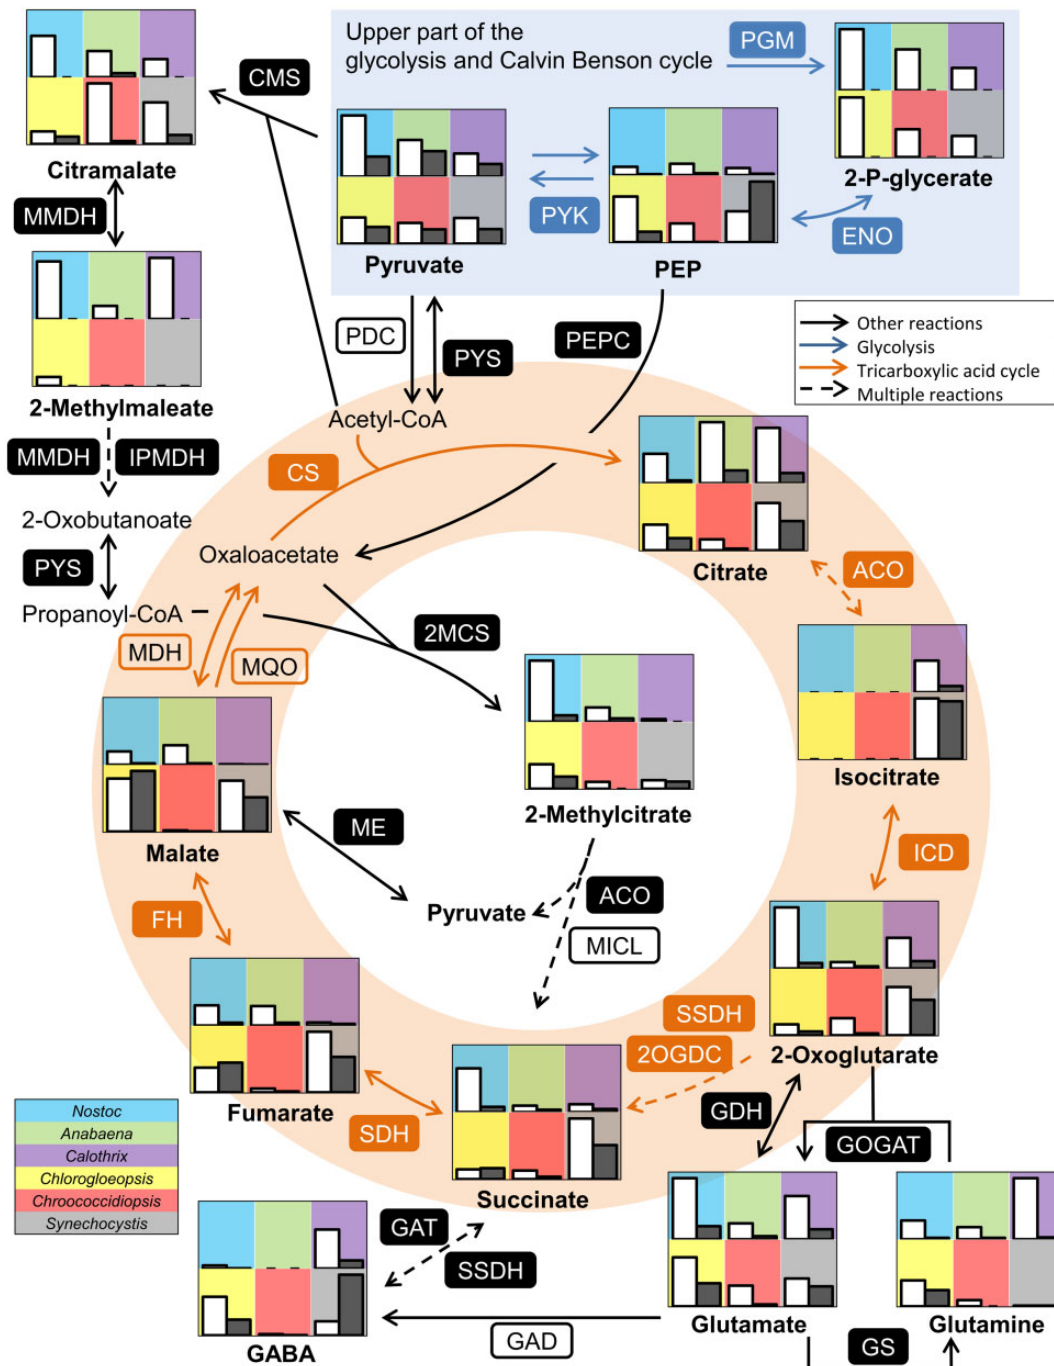 Upper part of the
glycolysis and Calvin Benson cycle
PGM
CMS
Citramalate
2-P-glycerate
MMDH
PYK
ENO
Pyruvate
PEP
PDC
PYS
PEPC
Other reactions
Glycolysis
Tricarboxylic acid cycle
Multiple reactions
2-Methylmaleate
Acetyl-CoA
MMDH
IPMDH
CS
2-Oxobutanoate
Oxaloacetate
Citrate
ACO
PYS
Propanoyl-CoA
2MCS
MDH
MQO
Isocitrate
2-Methylcitrate
ME
Malate
ICD
ACO
Pyruvate
FH
MICL
SSDH
2OGDC
2-Oxoglutarate
Fumarate
SDH
GDH
GOGAT
Nostoc
Anabaena
Calothrix
Chlorogloeopsis
Chroococcidiopsis
Synechocystis
Succinate
GAT
SSDH
GAD
Glutamate
Glutamine
GABA
GS